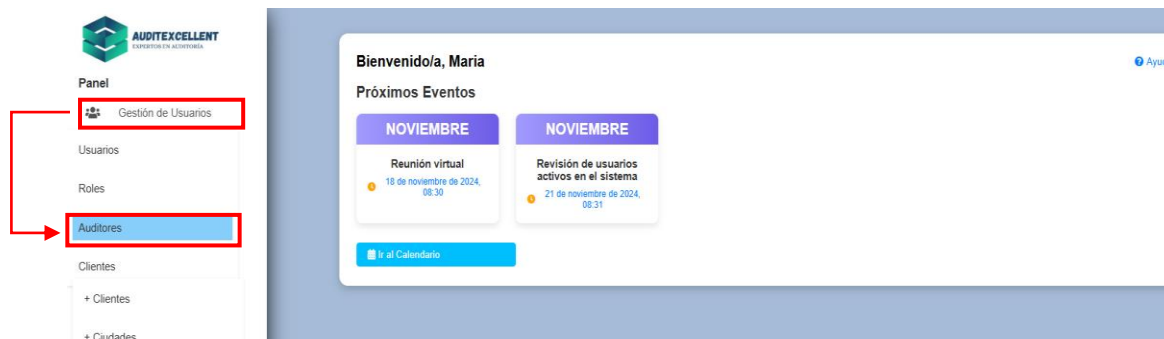 AUDITEXCELLENT
EXPERTOS EN AUDITORÍA
Panel
Gestión de Usuarios
Usuarios
Roles
Auditores
Clientes
+ Clientes
+ Ciudades
Bienvenido/a, Maria
Ayu
Próximos Eventos
NOVIEMBRE
Reunión virtual
18 de noviembre de 2024,
08:30
NOVIEMBRE
Revisión de usuarios
activos en el sistema
21 de noviembre de 2024,
08:31
Ir al Calendario